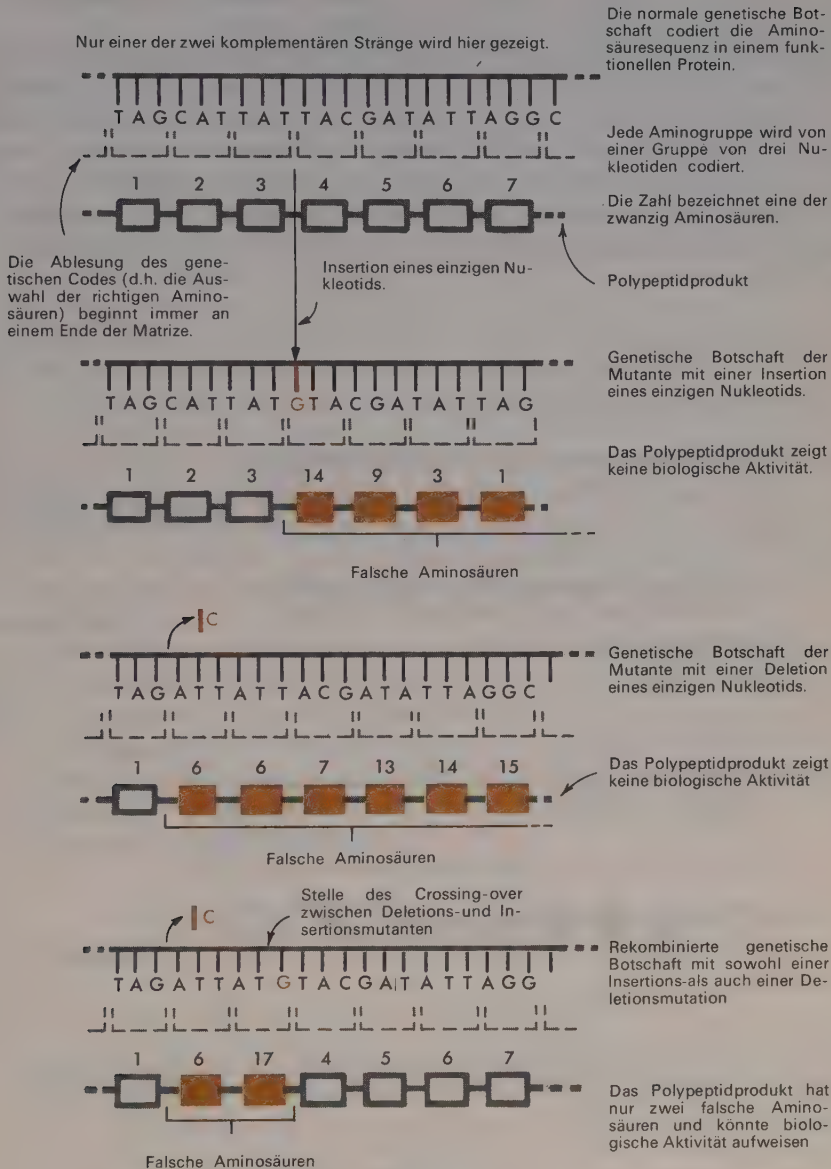 Nur einer der zwei komplementären Stränge wird hier gezeigt.
Die normale genetische Bot-
schaft codiert die Amino-
säuresequenz in einem funk-
tionellen Protein.
T A G C A T T A T T A C G A T A T T A G G C
Jede Aminogruppe wird von
einer Gruppe von drei Nu-
kleotiden codiert.
1 2 3 4 5 6 7
Die Zahl bezeichnet eine der
zwanzig Aminosäuren.
Polypeptidprodukt
Die Ablesung des gene-
tischen Codes (d.h. die Aus-
wahl der richtigen Amino-
säuren) beginnt immer an
einem Ende der Matrize.
Insertion eines einzigen Nu-
kleotids.
Genetische Botschaft der
Mutante mit einer Insertion
eines einzigen Nukleotids.
T A G C A T T A T G T A C G A T A T T A G
Das Polypeptidprodukt zeigt
keine biologische Aktivität.
1 2 3 14 9 3 1
Falsche Aminosäuren
C
Genetische Botschaft der
Mutante mit einer Deletion
eines einzigen Nukleotids.
T A G A T T A T T A C G A T A T T A G G C
Das Polypeptidprodukt zeigt
keine biologische Aktivität
1 6 6 7 13 14 15
Falsche Aminosäuren
C
Stelle des Crossing-over
zwischen Deletions-und In-
sertionsmutanten
Rekombinierte genetische
Botschaft mit sowohl einer
Insertions-als auch einer De-
letionsmutation
T A G A T T A T G T A C G A T A T T A G G
1 6 17 4 5 6 7
Das Polypeptidprodukt hat
nur zwei falsche Amino-
säuren und könnte biolo-
gische Aktivität aufweisen
Falsche Aminosäuren